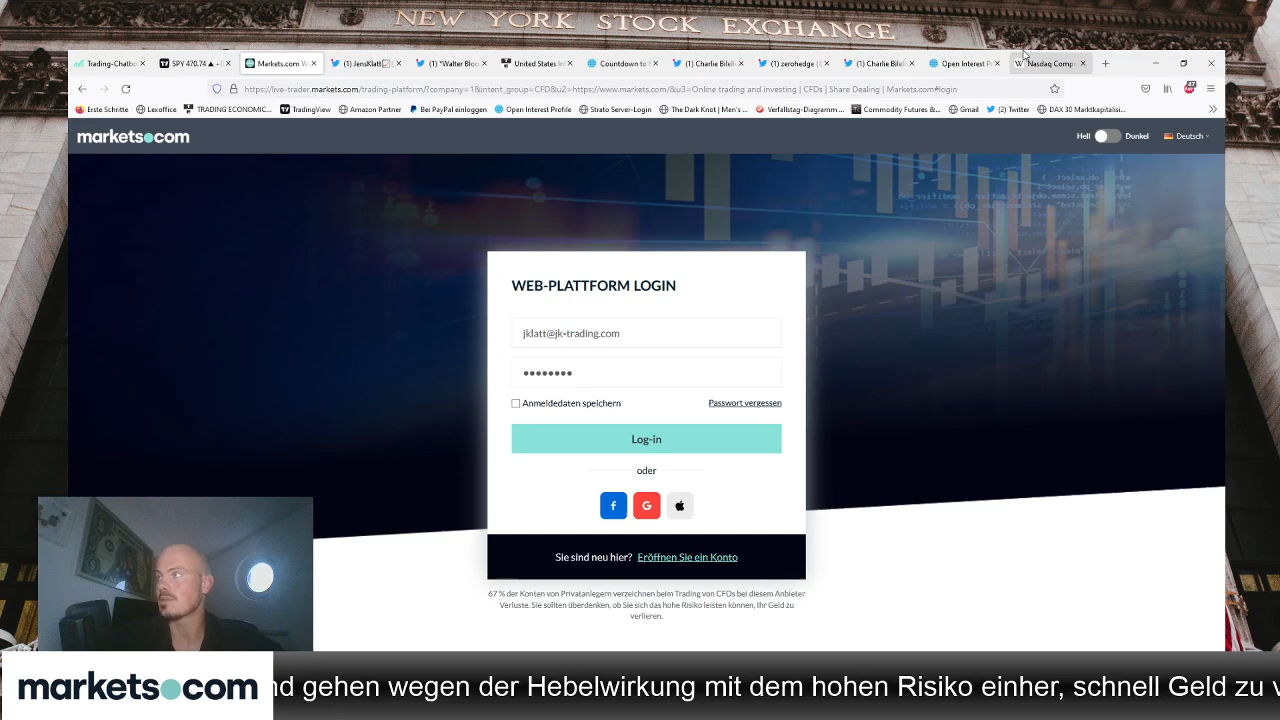 NEW YORK STOCK EXCHANGE
Trading-Chatbo
SPY 470.74
Markets.com W
(1) JensKlatt
(1) *Walter Bloo
United States In
Countdown to F
(1) Charlie Bilel
(1) zerohedge (
(1) Charlie Bilel
Open Interest P
Nasdaq Comp
https://live-trader.markets.com/trading-platform/?company=1&intent_group=CFD&u2=https://www.markets.com/&u3=Online trading and investing | CFDs | Share Dealing | Markets.com#login
Erste Schritte
Lexoffice
TRADING ECONOMIC...
TradingView
Amazon Partner
Bei PayPal einloggen
Open Interest Profile
Strato Server-Login
The Dark Knot | Men's ...
Verfallstag-Diagramm ...
Commodity Futures &...
Gmail
(2) Twitter
DAX 30 Marktkapitalisi...
markets.com
Hell
Dunkel
Deutsch
WEB-PLATTFORM LOGIN
jklatt@jk-trading.com
Anmeldedaten speichern
Passwort vergessen
Log-in
oder
Sie sind neu hier? Eröffnen Sie ein Konto
67 % der Konten von Privatanlegern verzeichnen beim Trading von CFDs bei diesem Anbieter
Verluste. Sie sollten überdenken, ob Sie sich das hohe Risiko leisten können, Ihr Geld zu
verlieren.
markets.com
nd gehen wegen der Hebelwirkung mit dem hohen Risiko einher, schnell Geld zu v